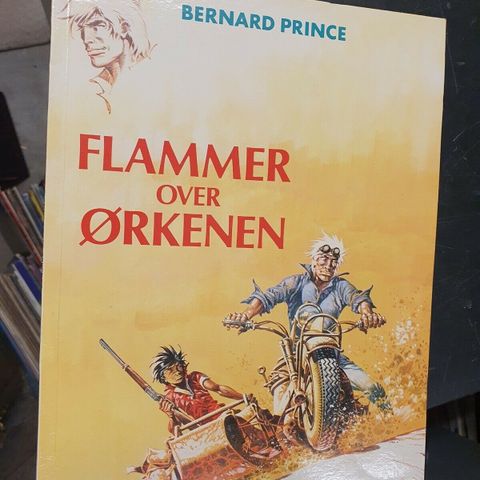 BERNARD PRINCE
FLAMMER
OVER
ØRKENEN